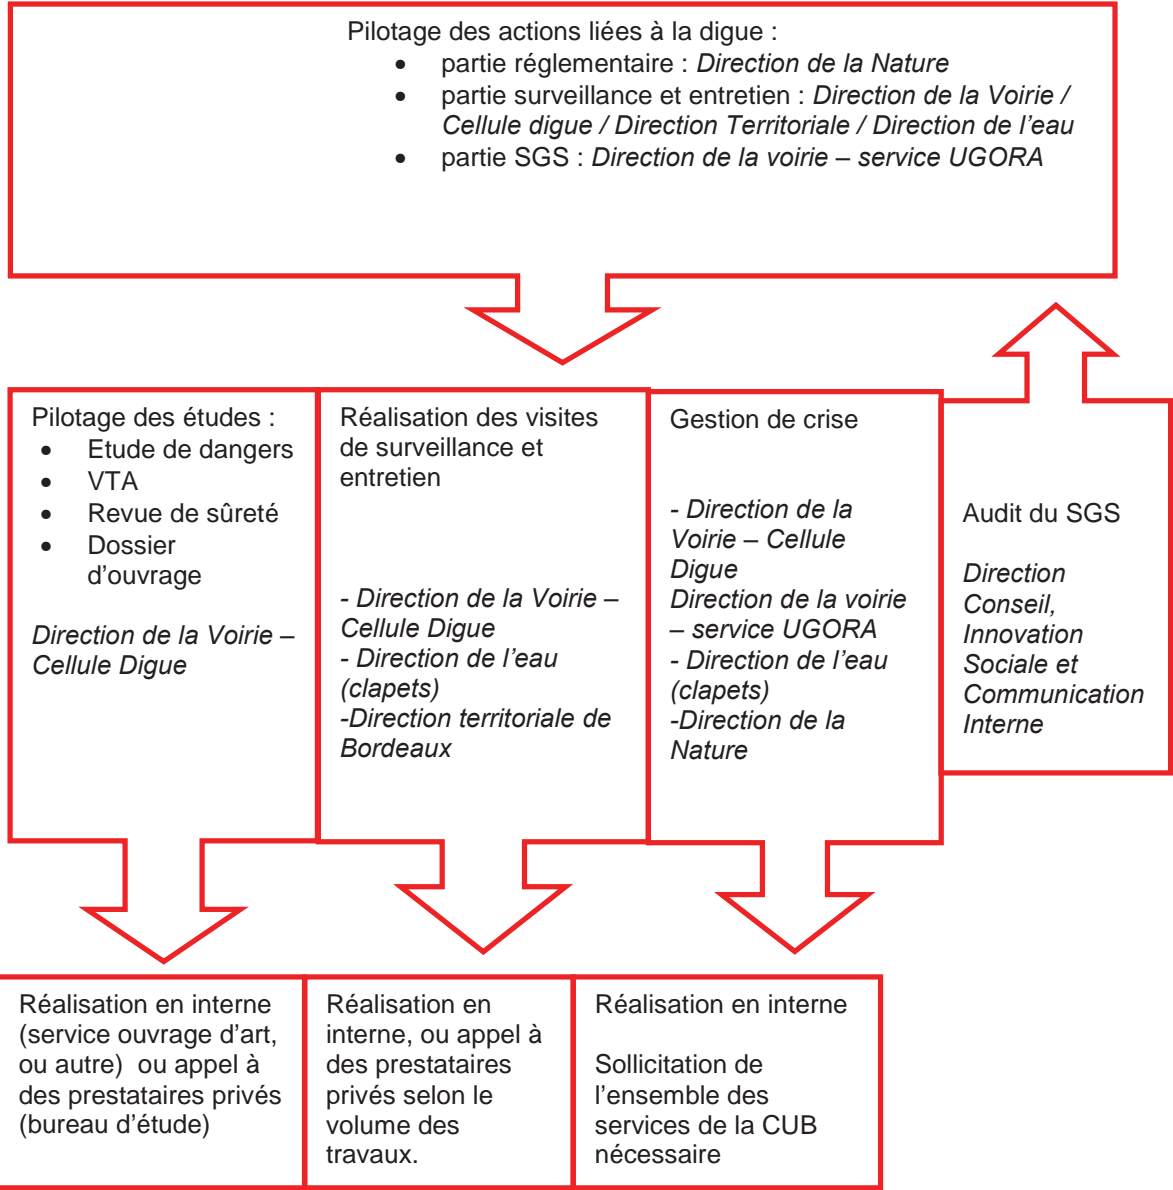 Pilotage des actions liées à la digue :
• partie réglementaire : Direction de la Nature
• partie surveillance et entretien : Direction de la Voirie /
Cellule digue / Direction Territoriale / Direction de l’eau
• partie SGS : Direction de la voirie – service UGORA
Pilotage des études :
• Etude de dangers
• VTA
• Revue de sûreté
• Dossier
d’ouvrage
Direction de la Voirie –
Cellule Digue
Réalisation des visites
de surveillance et
entretien
- Direction de la Voirie –
Cellule Digue
- Direction de l’eau
(clapets)
-Direction territoriale de
Bordeaux
Gestion de crise
- Direction de la
Voirie – Cellule
Digue
Direction de la voirie
– service UGORA
- Direction de l’eau
(clapets)
-Direction de la
Nature
Audit du SGS
Direction
Conseil,
Innovation
Sociale et
Communication
Interne
Réalisation en interne
(service ouvrage d’art,
ou autre) ou appel à
des prestataires privés
(bureau d’étude)
Réalisation en
interne, ou appel à
des prestataires
privés selon le
volume des
travaux.
Réalisation en interne
Sollicitation de
l’ensemble des
services de la CUB
nécessaire